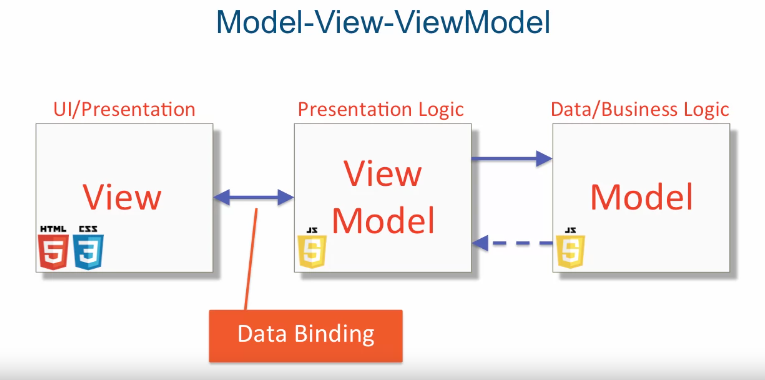 Model-View-ViewModel
UI/Presentation
Presentation Logic
Data/Business Logic
View
View
Model
Model
HTML
5
CSS
3
JS
5
JS
5
Data Binding